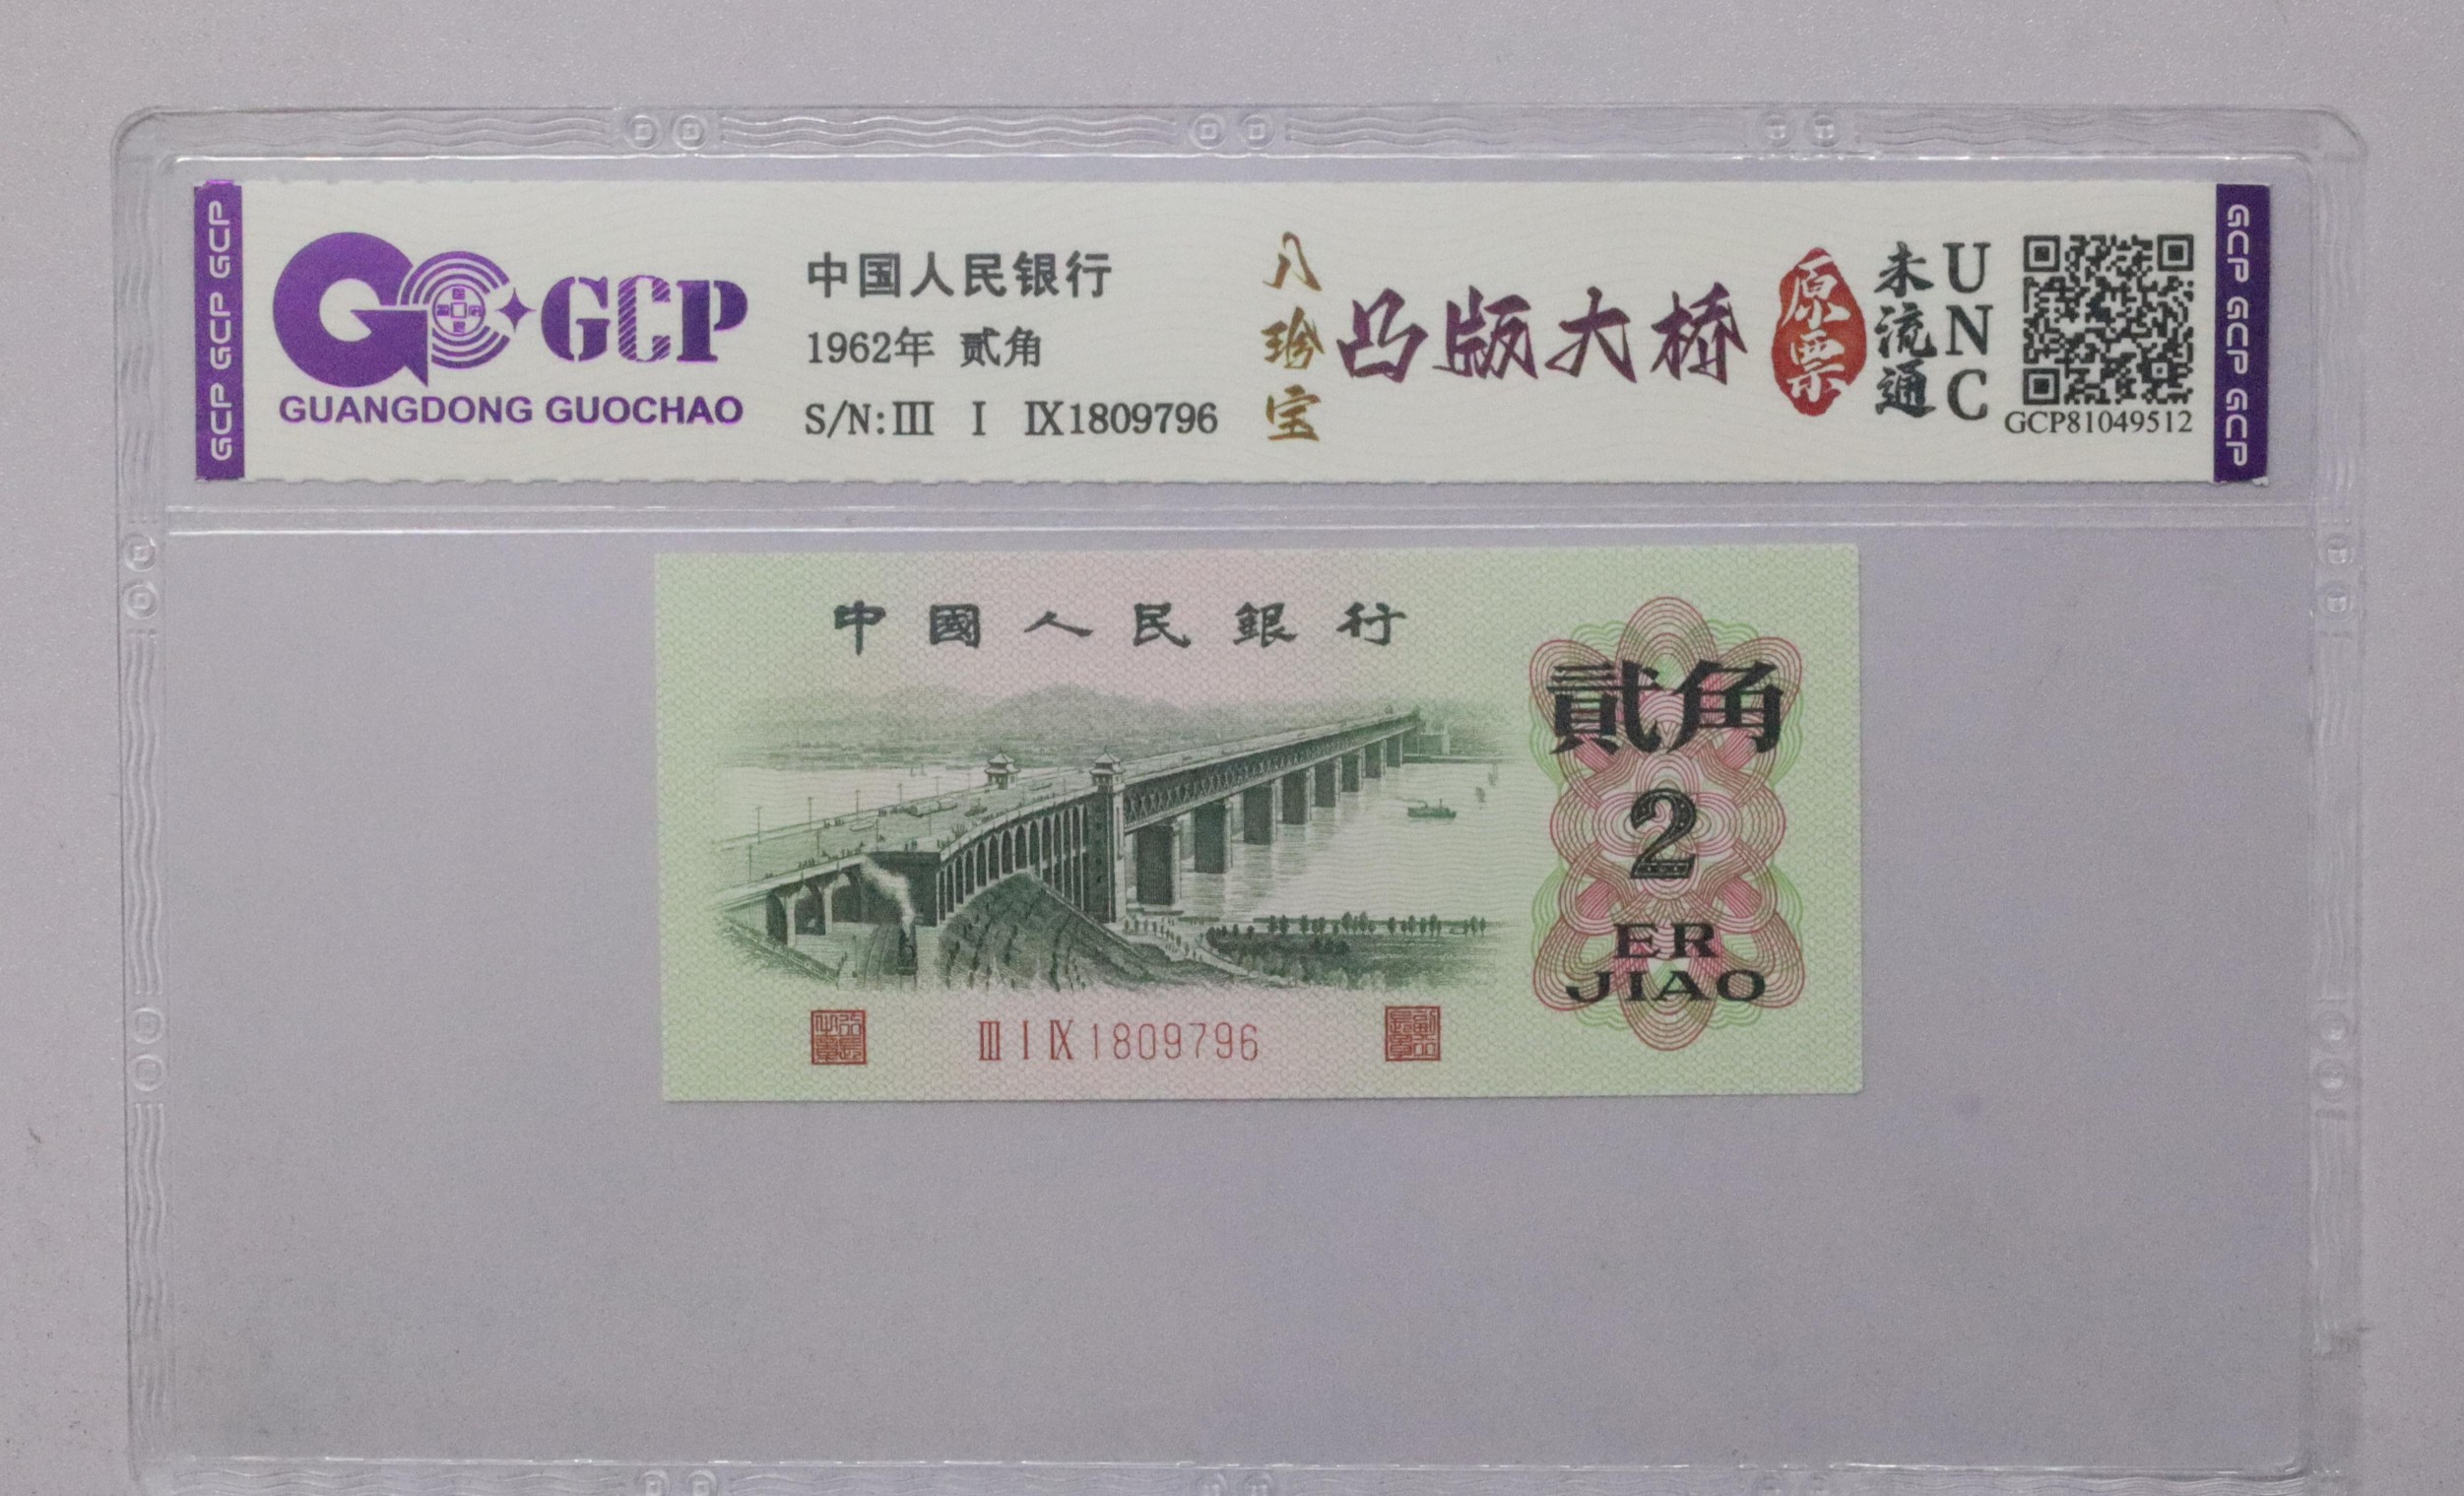 GCP GCP GCP
GCP
GUANGDONG GUOCHAO
中国人民银行
1962年 贰角
S/N:Ⅲ Ⅰ Ⅸ1809796
八珍宝
凸版大桥
原票
未流通
UNC
GCP81049512
GCP GCP GCP
中國人民銀行
貳角
2
ER
JIAO
Ⅲ Ⅰ Ⅸ 1809796